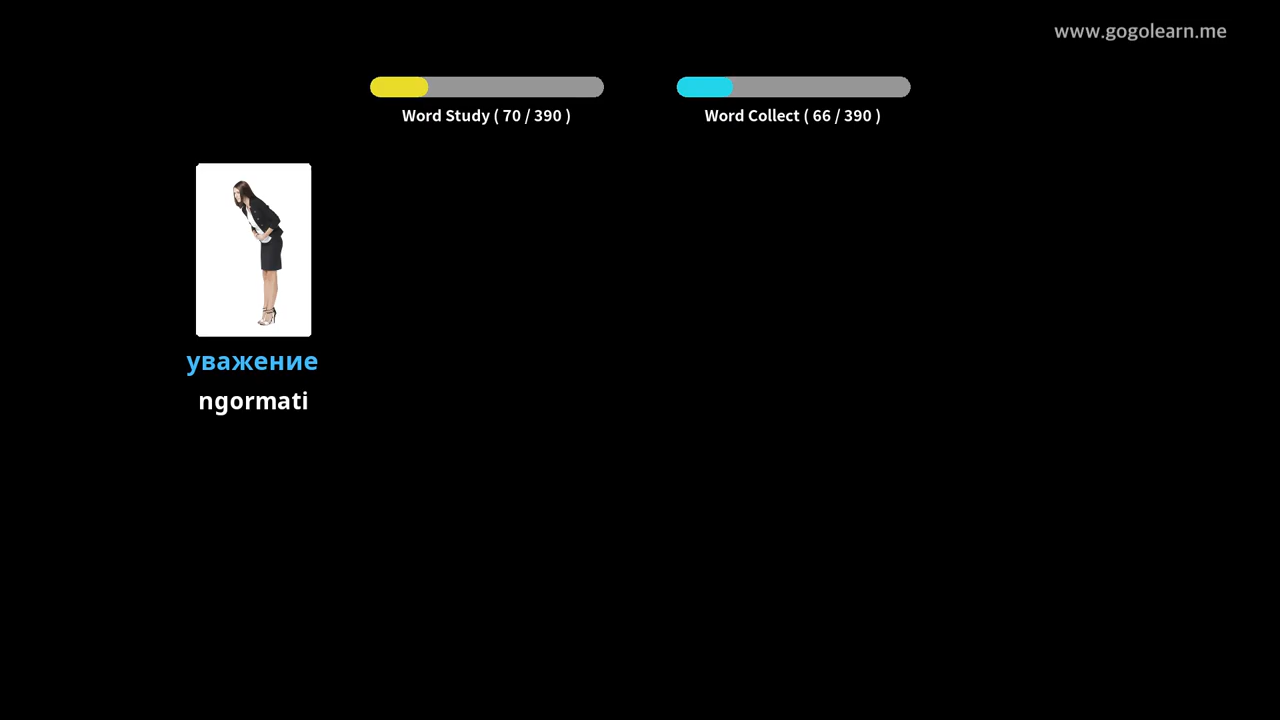 www.gogolearn.me
Word Study ( 70 / 390 )
Word Collect ( 66 / 390 )
уважение
ngormati